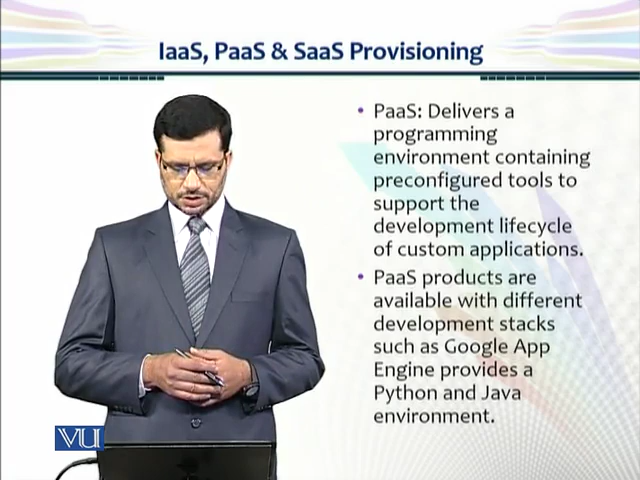 IaaS, PaaS & SaaS Provisioning
• PaaS: Delivers a
programming
environment containing
preconfigured tools to
support the
development lifecycle
of custom applications.
• PaaS products are
available with different
development stacks
such as Google App
Engine provides a
Python and Java
environment.
VU